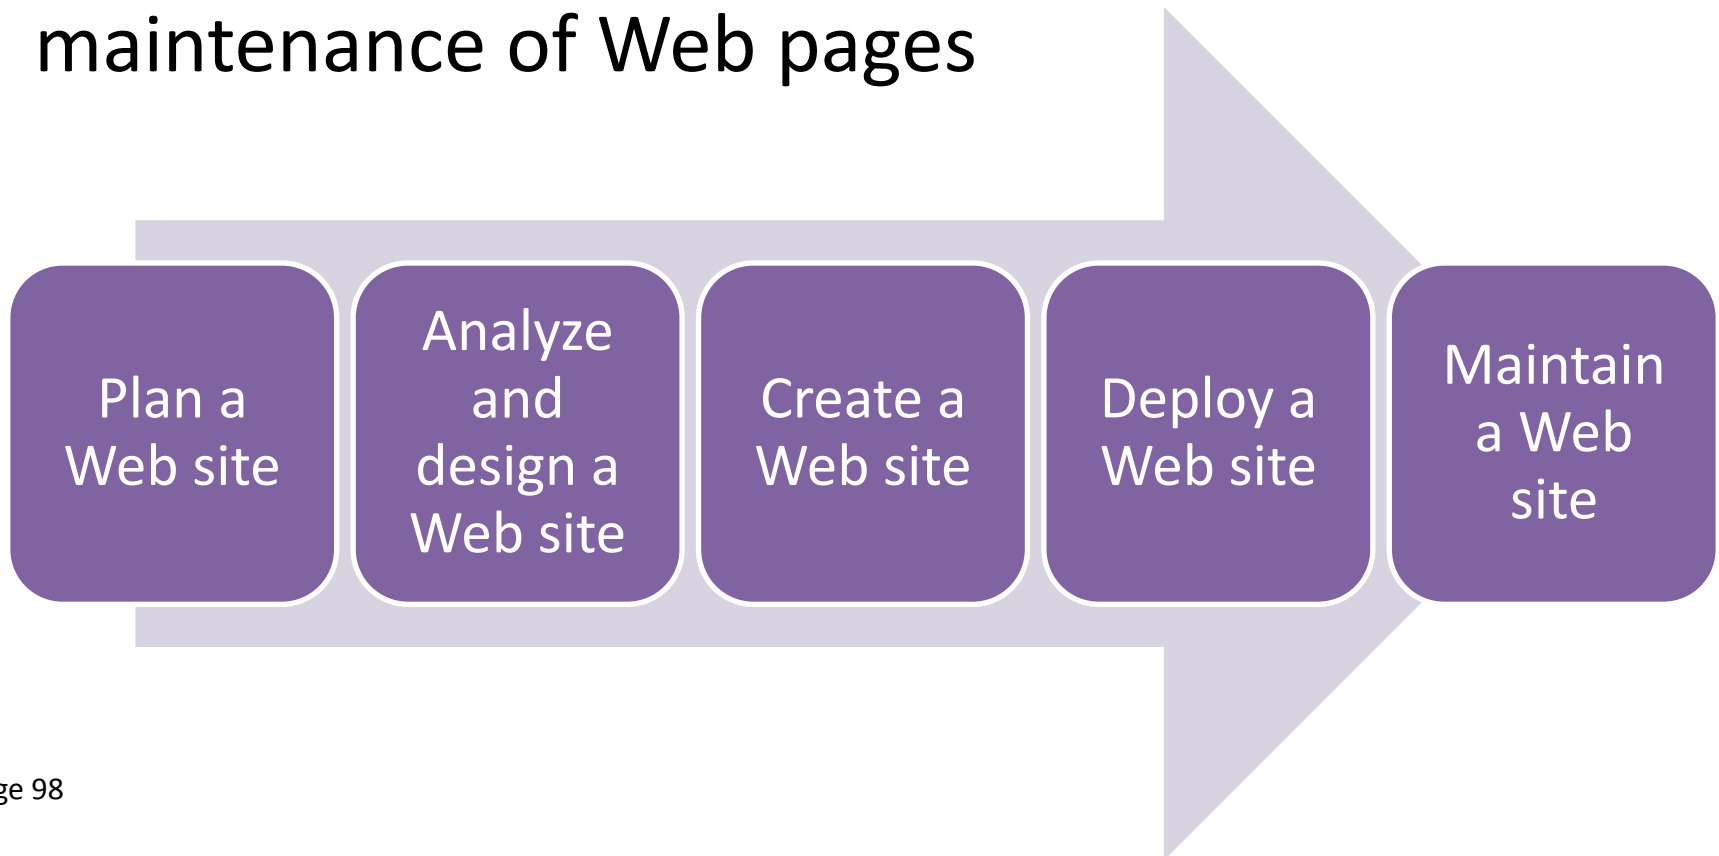 maintenance of Web pages
Plan a
Web site
Analyze
and
design a
Web site
Create a
Web site
Deploy a
Web site
Maintain
a Web
site
98